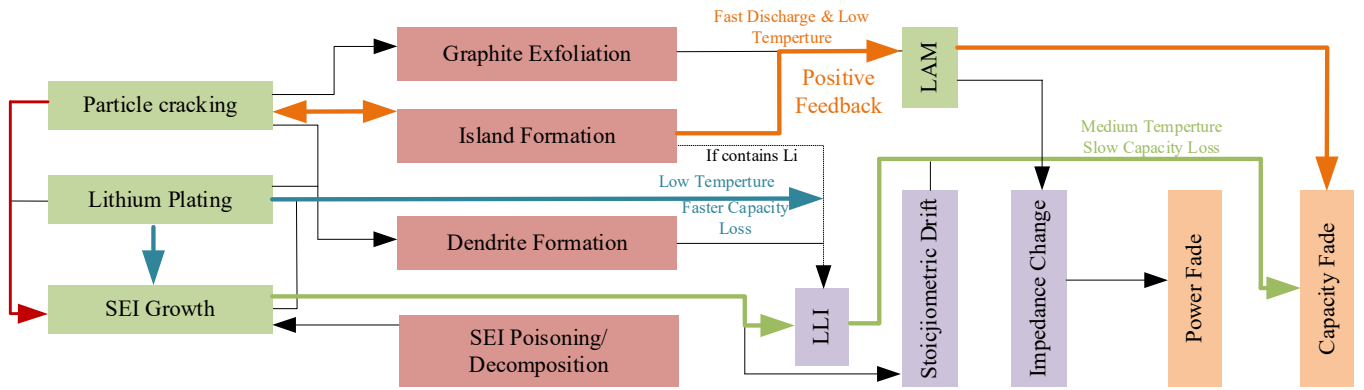 Fast Discharge & Low
Temperture
Graphite Exfoliation
LAM
Positive
Feedback
Particle cracking
Island Formation
Medium Temperture
Slow Capacity Loss
If contains Li
Low Temperture
Lithium Plating
Faster Capacity
Loss
Dendrite Formation
SEI Growth
LLI
Stoicjiometric Drift
Impedance Change
Power Fade
Capacity Fade
SEI Poisoning/
Decomposition